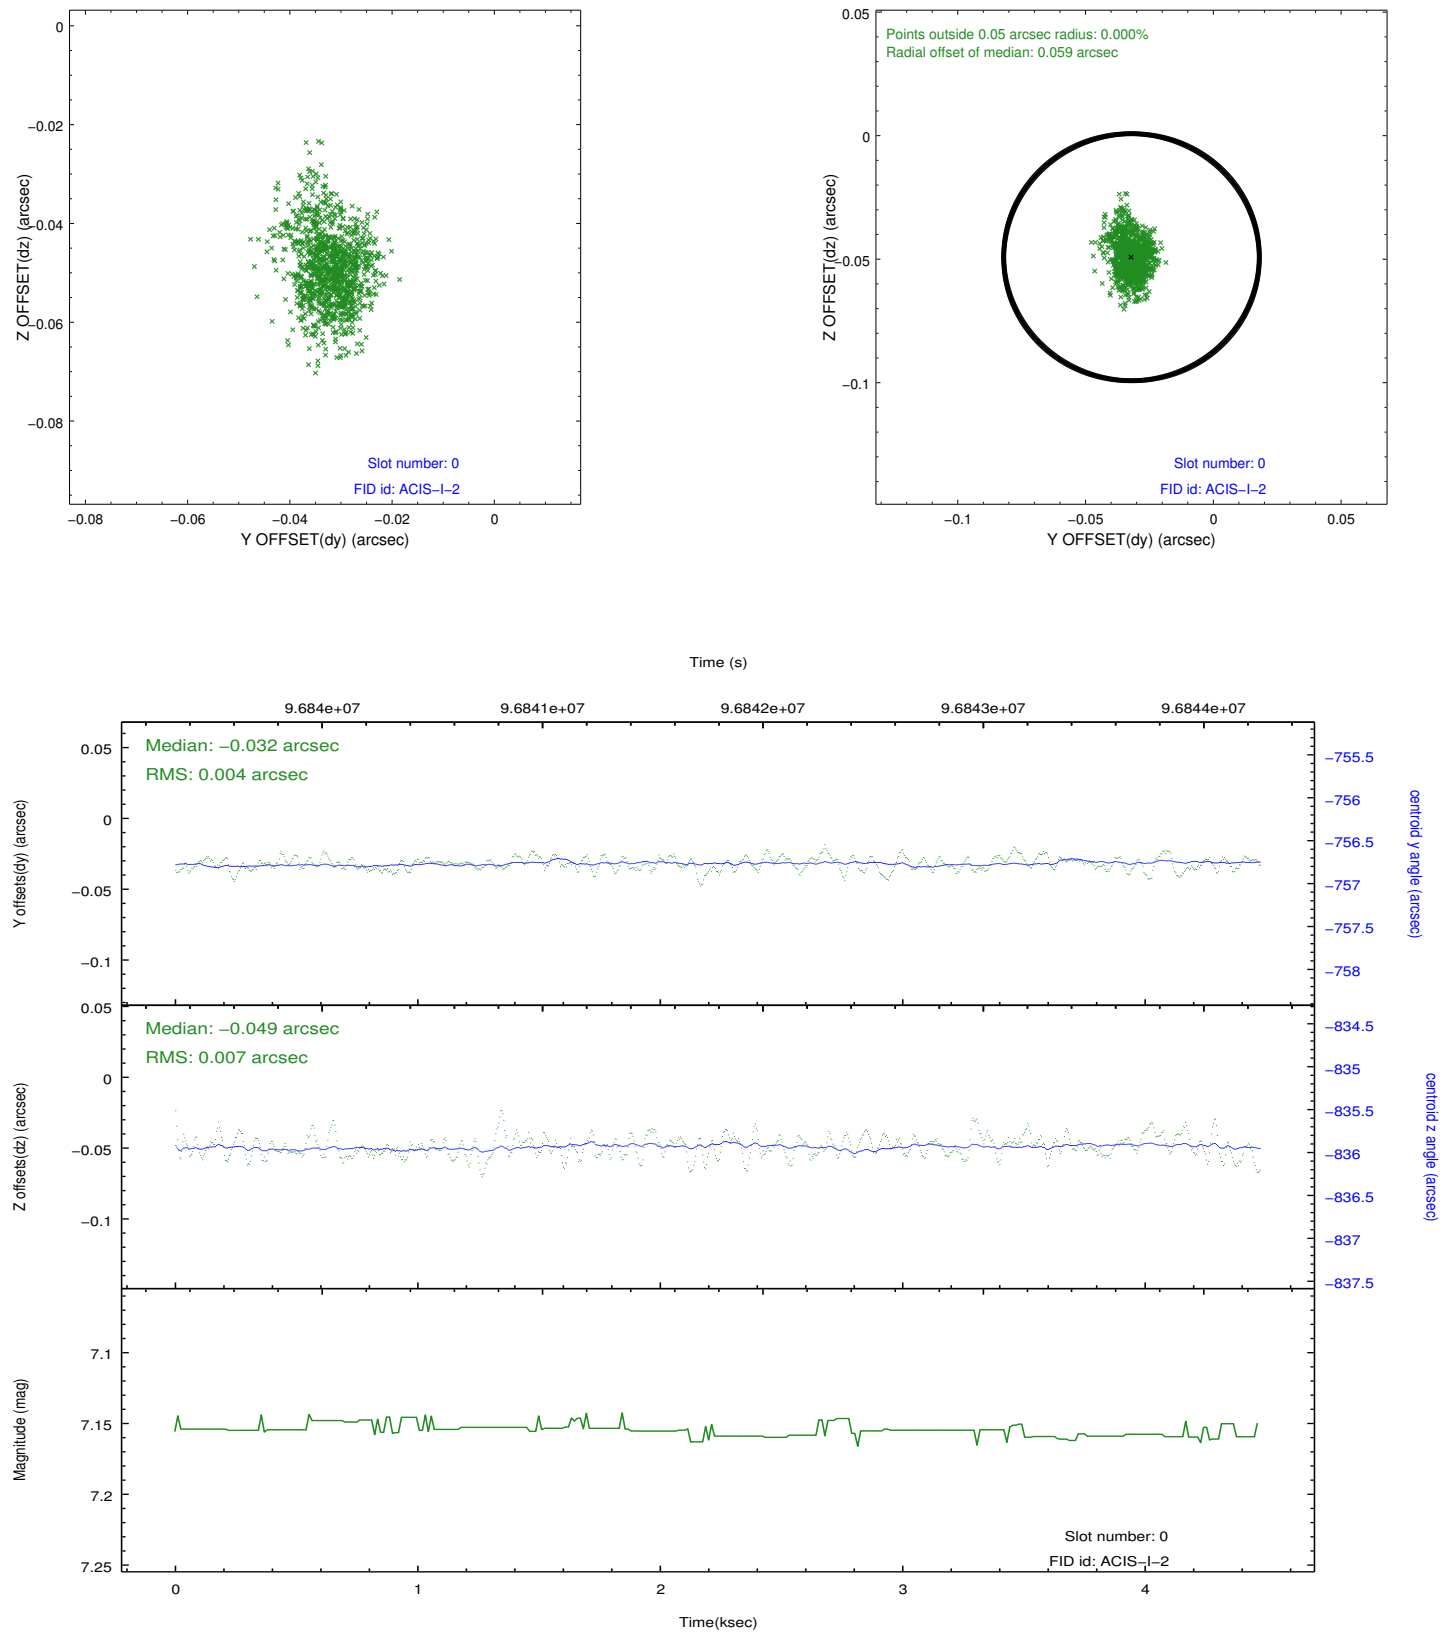 0
−0.02
−0.04
−0.06
−0.08
Z OFFSET(dz) (arcsec)
Slot number: 0
FID id: ACIS−I−2
−0.08
−0.06
−0.04
−0.02
0
Y OFFSET(dy) (arcsec)
0.05
0
−0.05
−0.1
Z OFFSET(dz) (arcsec)
Points outside 0.05 arcsec radius: 0.000%
Radial offset of median: 0.059 arcsec
Slot number: 0
FID id: ACIS−I−2
−0.1
−0.05
0
0.05
Y OFFSET(dy) (arcsec)
Time (s)
9.684e+07
9.6841e+07
9.6842e+07
9.6843e+07
9.6844e+07
Median: −0.032 arcsec
RMS: 0.004 arcsec
0.05
0
−0.05
−0.1
Y offsets(dy) (arcsec)
−755.5
−756
−756.5
−757
−757.5
−758
centroid y angle (arcsec)
Median: −0.049 arcsec
RMS: 0.007 arcsec
0.05
0
−0.05
−0.1
Z offsets(dz) (arcsec)
−834.5
−835
−835.5
−836
−836.5
−837
−837.5
centroid z angle (arcsec)
7.1
7.15
7.2
7.25
Magnitude (mag)
Slot number: 0
FID id: ACIS−I−2
0
1
2
3
4
Time(ksec)